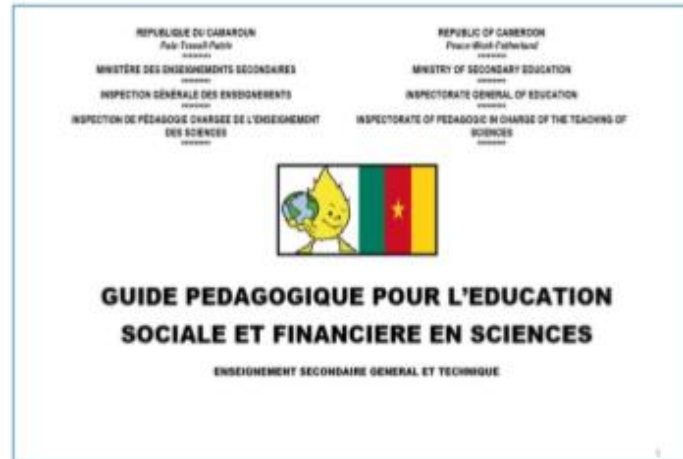 REPUBLIQUE DU CAMAROUN
Paix-Travail-Patrie
********
MINISTÈRE DES ENSEIGNEMENTS SECONDAIRES
********
INSPECTION GÉNÉRALE DES ENSEIGNEMENTS
********
INSPECTION DE PÉDAGOGIE CHARGEE DE L'ENSEIGNEMENT
DES SCIENCES
********
REPUBLIC OF CAMEROON
Peace-Work-Fatherland
********
MINISTRY OF SECONDARY EDUCATION
********
INSPECTORATE GENERAL OF EDUCATION
********
INSPECTORATE OF PEDAGOGIC IN CHARGE OF THE TEACHING OF
SCIENCES
********
GUIDE PEDAGOGIQUE POUR L'EDUCATION
SOCIALE ET FINANCIERE EN SCIENCES
ENSEIGNEMENT SECONDAIRE GENERAL ET TECHNIQUE